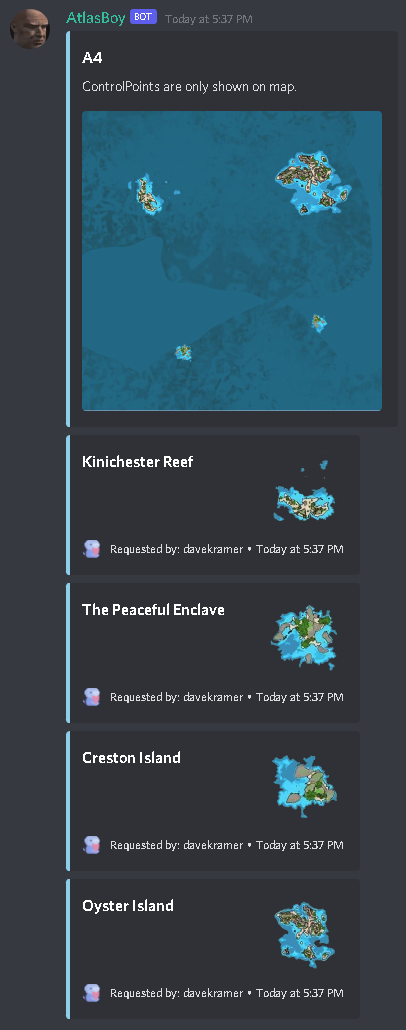 AtlasBoy BOT Today at 5:37 PM
A4
ControlPoints are only shown on map.
Kinichester Reef
Requested by: davekramer • Today at 5:37 PM
The Peaceful Enclave
Requested by: davekramer • Today at 5:37 PM
Creston Island
Requested by: davekramer • Today at 5:37 PM
Oyster Island
Requested by: davekramer • Today at 5:37 PM